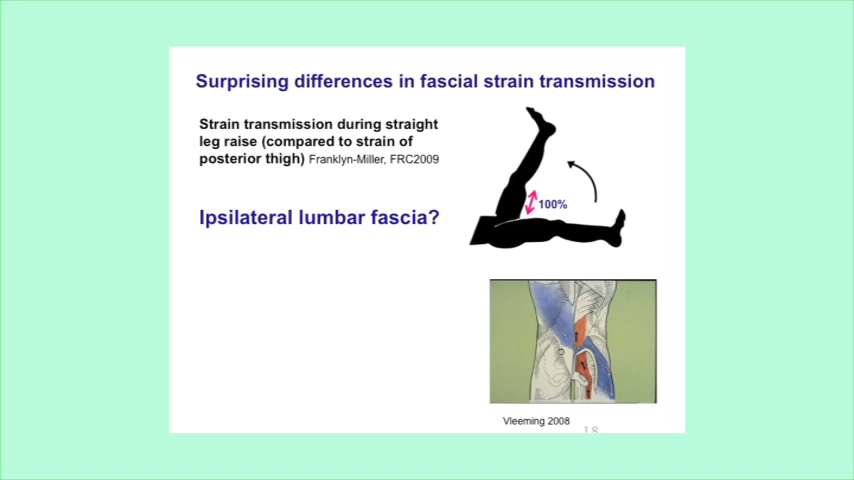 Surprising differences in fascial strain transmission
Strain transmission during straight
leg raise (compared to strain of
posterior thigh) Franklyn-Miller, FRC2009
100%
Ipsilateral lumbar fascia?
Vleeming 2008
18